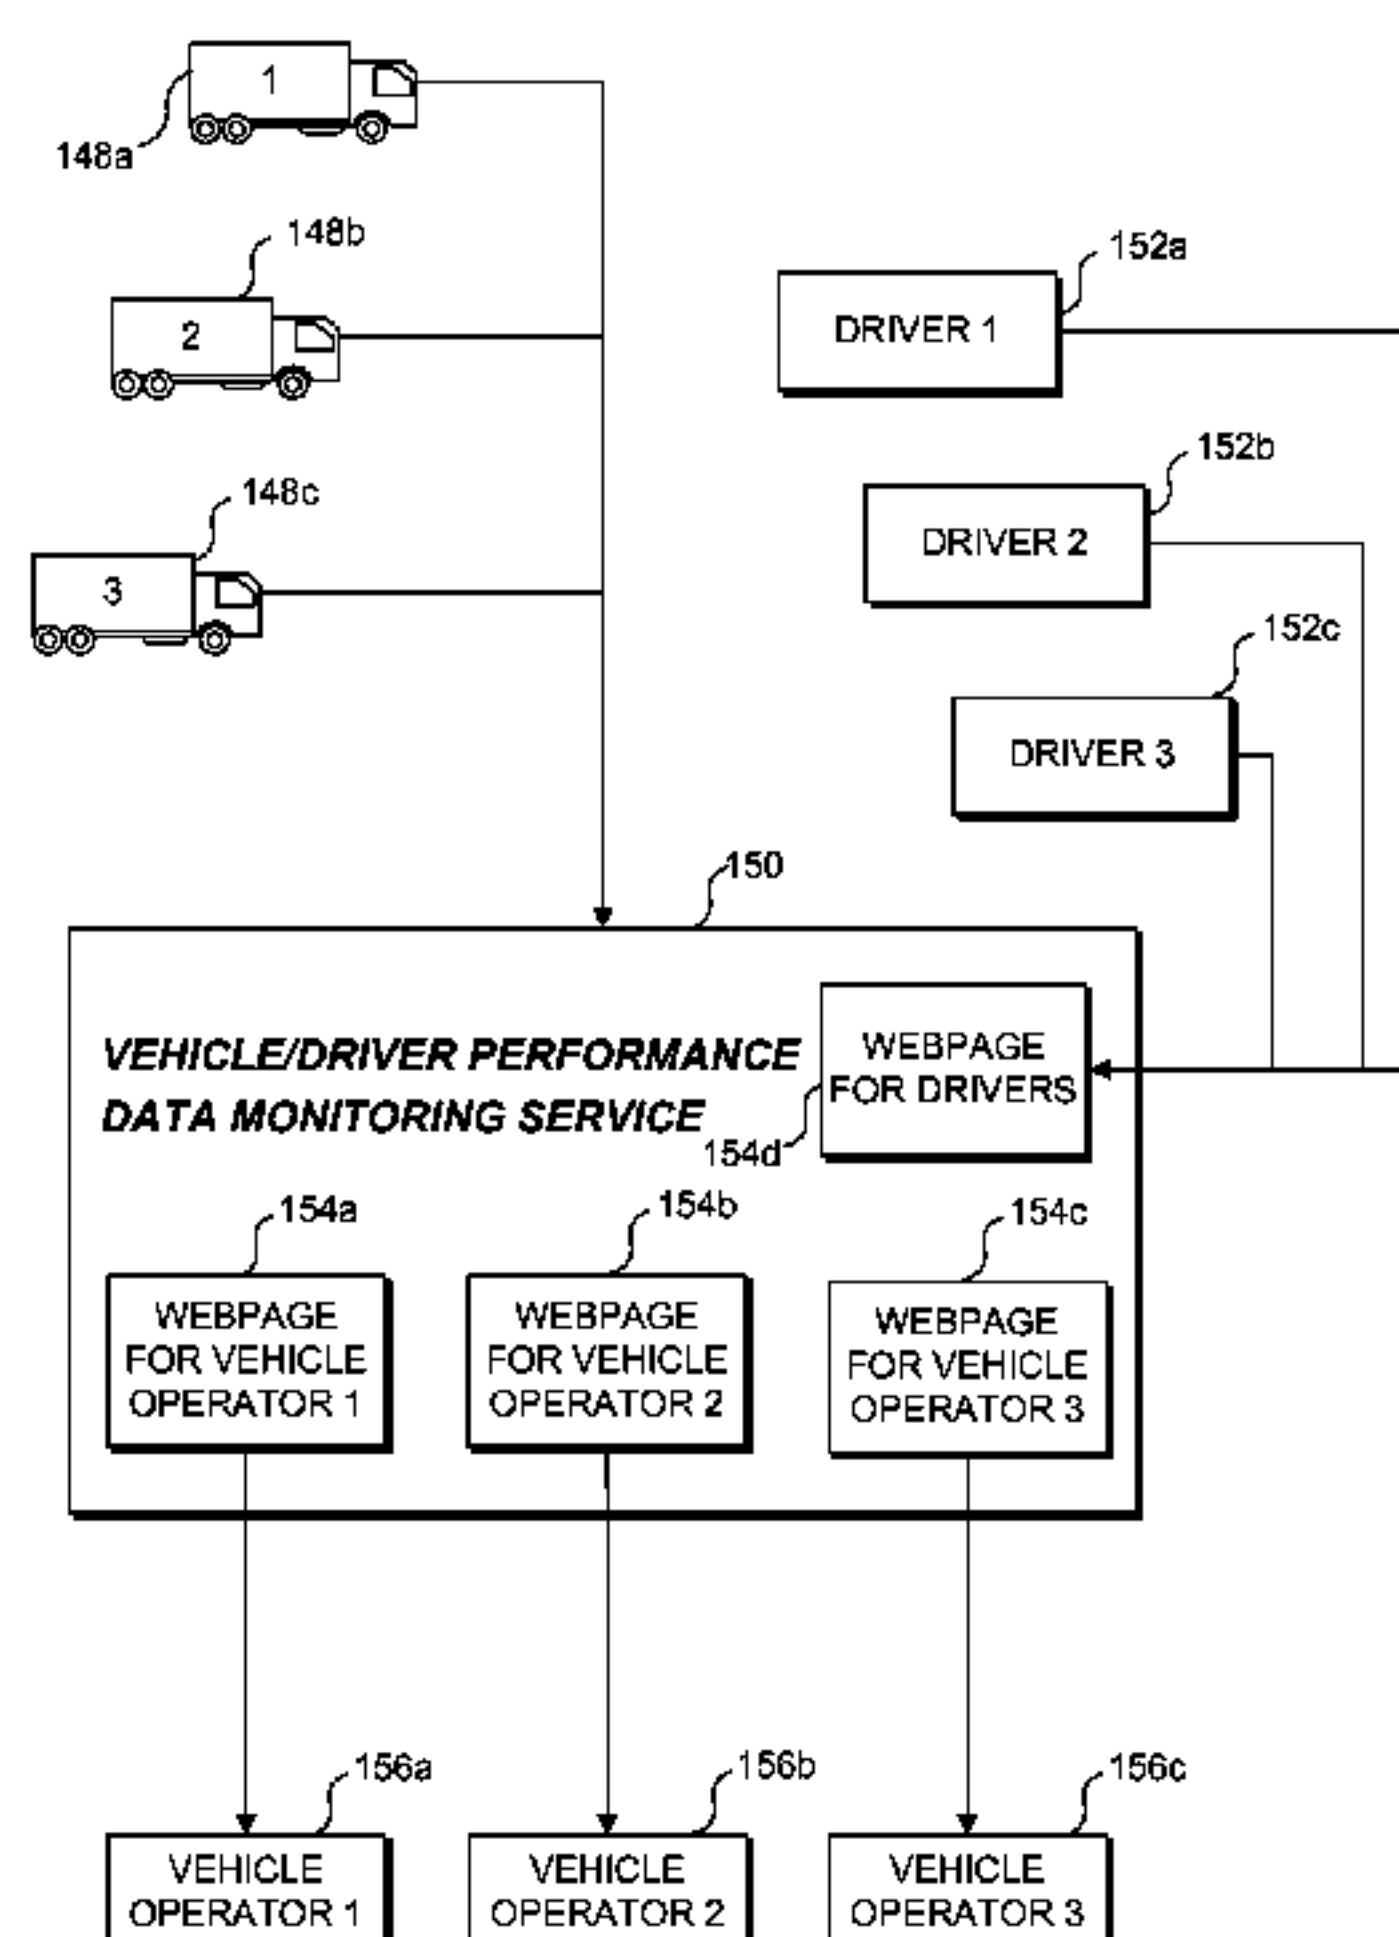 1
148a
148b
2
152a
DRIVER 1
152b
148c
DRIVER 2
3
152c
DRIVER 3
150
VEHICLE/DRIVER PERFORMANCE
DATA MONITORING SERVICE
WEBPAGE
FOR DRIVERS
154d
154a
154b
154c
WEBPAGE
FOR VEHICLE
OPERATOR 1
WEBPAGE
FOR VEHICLE
OPERATOR 2
WEBPAGE
FOR VEHICLE
OPERATOR 3
156a
156b
156c
VEHICLE
OPERATOR 1
VEHICLE
OPERATOR 2
VEHICLE
OPERATOR 3